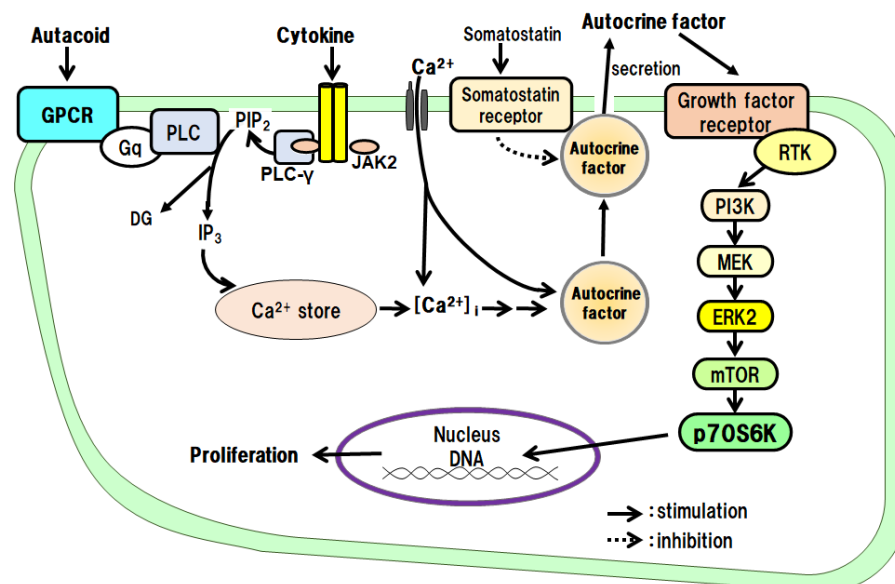 Autacoid
Cytokine
Somatostatin
Autocrine factor
Ca²⁺
secretion
GPCR
Gq
PLC
PIP₂
PLC-γ
JAK2
Somatostatin
receptor
Autocrine
factor
Growth factor
receptor
RTK
DG
IP₃
PI3K
MEK
ERK2
mTOR
p70S6K
Ca²⁺ store
[Ca²⁺]ᵢ
Autocrine
factor
Nucleus
DNA
Proliferation
:stimulation
:inhibition